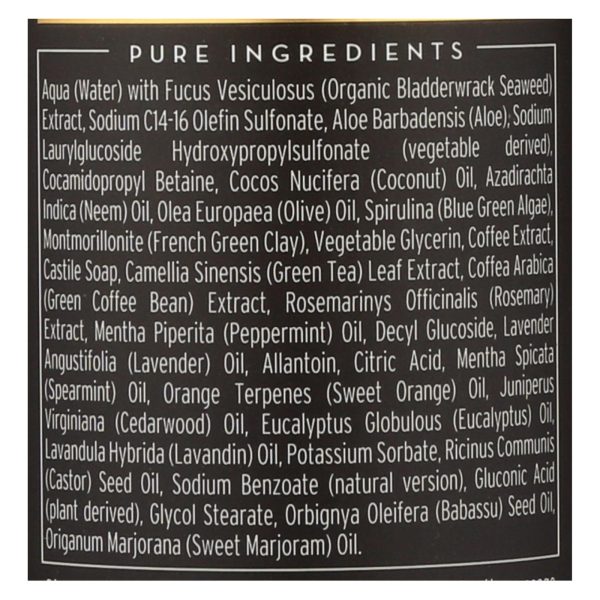 PURE INGREDIENTS
Aqua (Water) with Fucus Vesiculosus (Organic Bladderwrack Seaweed)
Extract, Sodium C14-16 Olefin Sulfonate, Aloe Barbadensis (Aloe), Sodium
Laurylglucoside Hydroxypropylsulfonate (vegetable derived),
Cocamidopropyl Betaine, Cocos Nucifera (Coconut) Oil, Azadirachta
Indica (Neem) Oil, Olea Europaea (Olive) Oil, Spirulina (Blue Green Algae),
Montmorillonite (French Green Clay), Vegetable Glycerin, Coffee Extract,
Castile Soap, Camellia Sinensis (Green Tea) Leaf Extract, Coffea Arabica
(Green Coffee Bean) Extract, Rosemarinys Officinalis (Rosemary)
Extract, Mentha Piperita (Peppermint) Oil, Decyl Glucoside, Lavender
Angustifolia (Lavender) Oil, Allantoin, Citric Acid, Mentha Spicata
(Spearmint) Oil, Orange Terpenes (Sweet Orange) Oil, Juniperus
Virginiana (Cedarwood) Oil, Eucalyptus Globulous (Eucalyptus) Oil,
Lavandula Hybrida (Lavandin) Oil, Potassium Sorbate, Ricinus Communis
(Castor) Seed Oil, Sodium Benzoate (natural version), Gluconic Acid
(plant derived), Glycol Stearate, Orbignya Oleifera (Babassu) Seed Oil,
Origanum Marjorana (Sweet Marjoram) Oil.